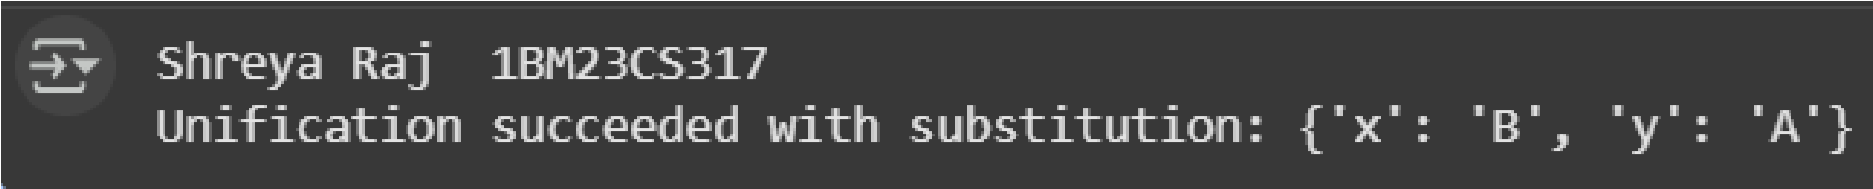 Shreya Raj  1BM23CS317
Unification succeeded with substitution: {'x': 'B', 'y': 'A'}